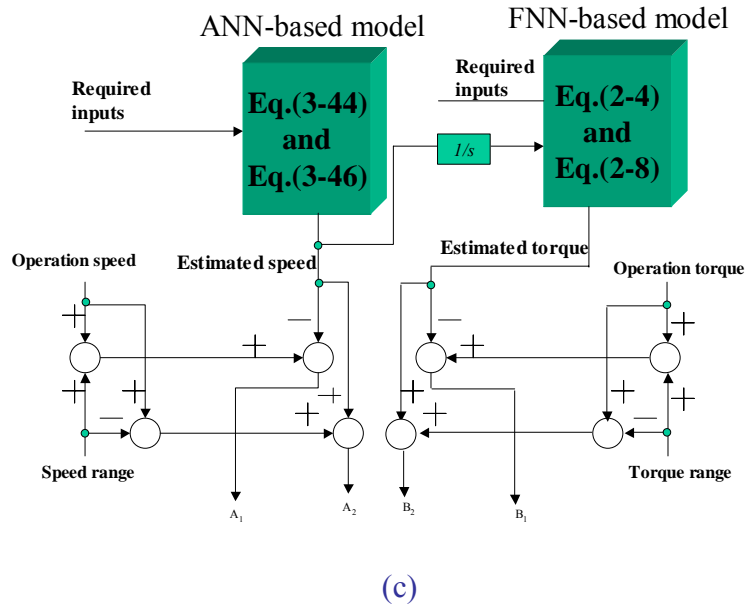 ANN-based model
FNN-based model
Required
inputs
Eq.(3-44)
and
Eq.(3-46)
Required
inputs
Eq.(2-4)
and
Eq.(2-8)
1/s
Operation speed
Estimated speed
Estimated torque
Operation torque
+
+
+
−
+
−
+
+
+
−
+
+
+
+
+
−
Speed range
Torque range
A1
A2
B2
B1
(c)